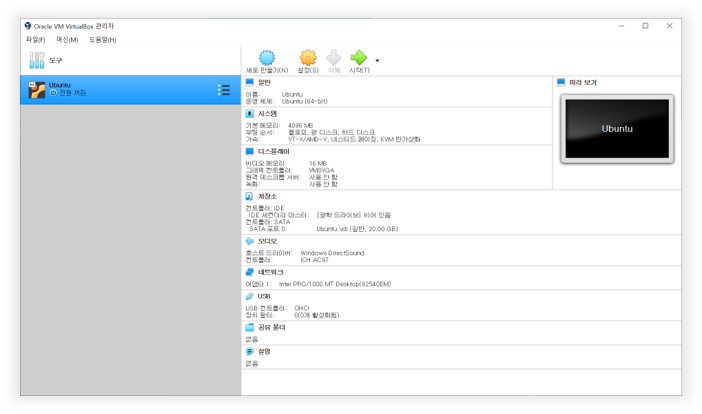 Oracle VM VirtualBox 관리자
파일(F) 머신(M) 도움말(H)
도구
새로 만들기(N) 설정(S) 삭제 시작(T)
Ubuntu
전원 꺼짐
일반
이름: Ubuntu
운영 체제: Ubuntu (64-bit)
시스템
기본 메모리: 4096 MB
부팅 순서: 플로피, 광 디스크, 하드 디스크
가속: VT-x/AMD-V, 네스티드 페이징, KVM 반가상화
디스플레이
비디오 메모리: 16 MB
그래픽 컨트롤러: VMSVGA
원격 데스크톱 서버: 사용 안 함
녹화: 사용 안 함
저장소
컨트롤러: IDE
IDE 세컨더리 마스터: [광학 드라이브] 비어 있음
컨트롤러: SATA
SATA 포트 0: Ubuntu.vdi (일반, 20.00 GB)
오디오
호스트 드라이버: Windows DirectSound
컨트롤러: ICH AC97
네트워크
어댑터 1: Intel PRO/1000 MT Desktop(82540EM)
USB
USB 컨트롤러: OHCI
장치 필터: 0(0개 활성화됨)
공유 폴더
없음
설명
없음
미리 보기
Ubuntu